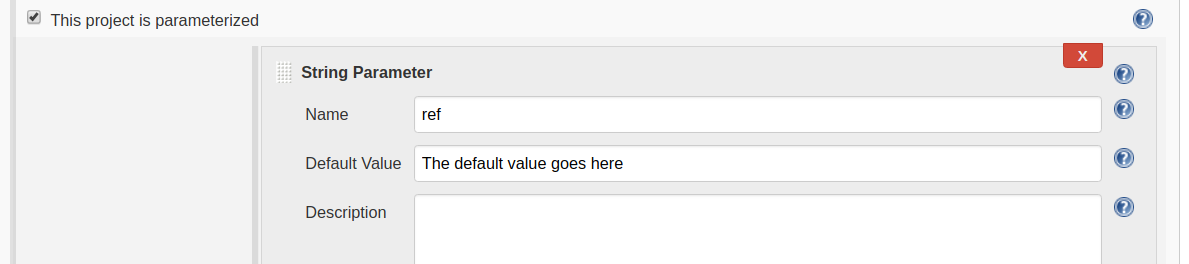 This project is parameterized
?
X
String Parameter
?
Name
ref
?
Default Value
The default value goes here
?
Description
?